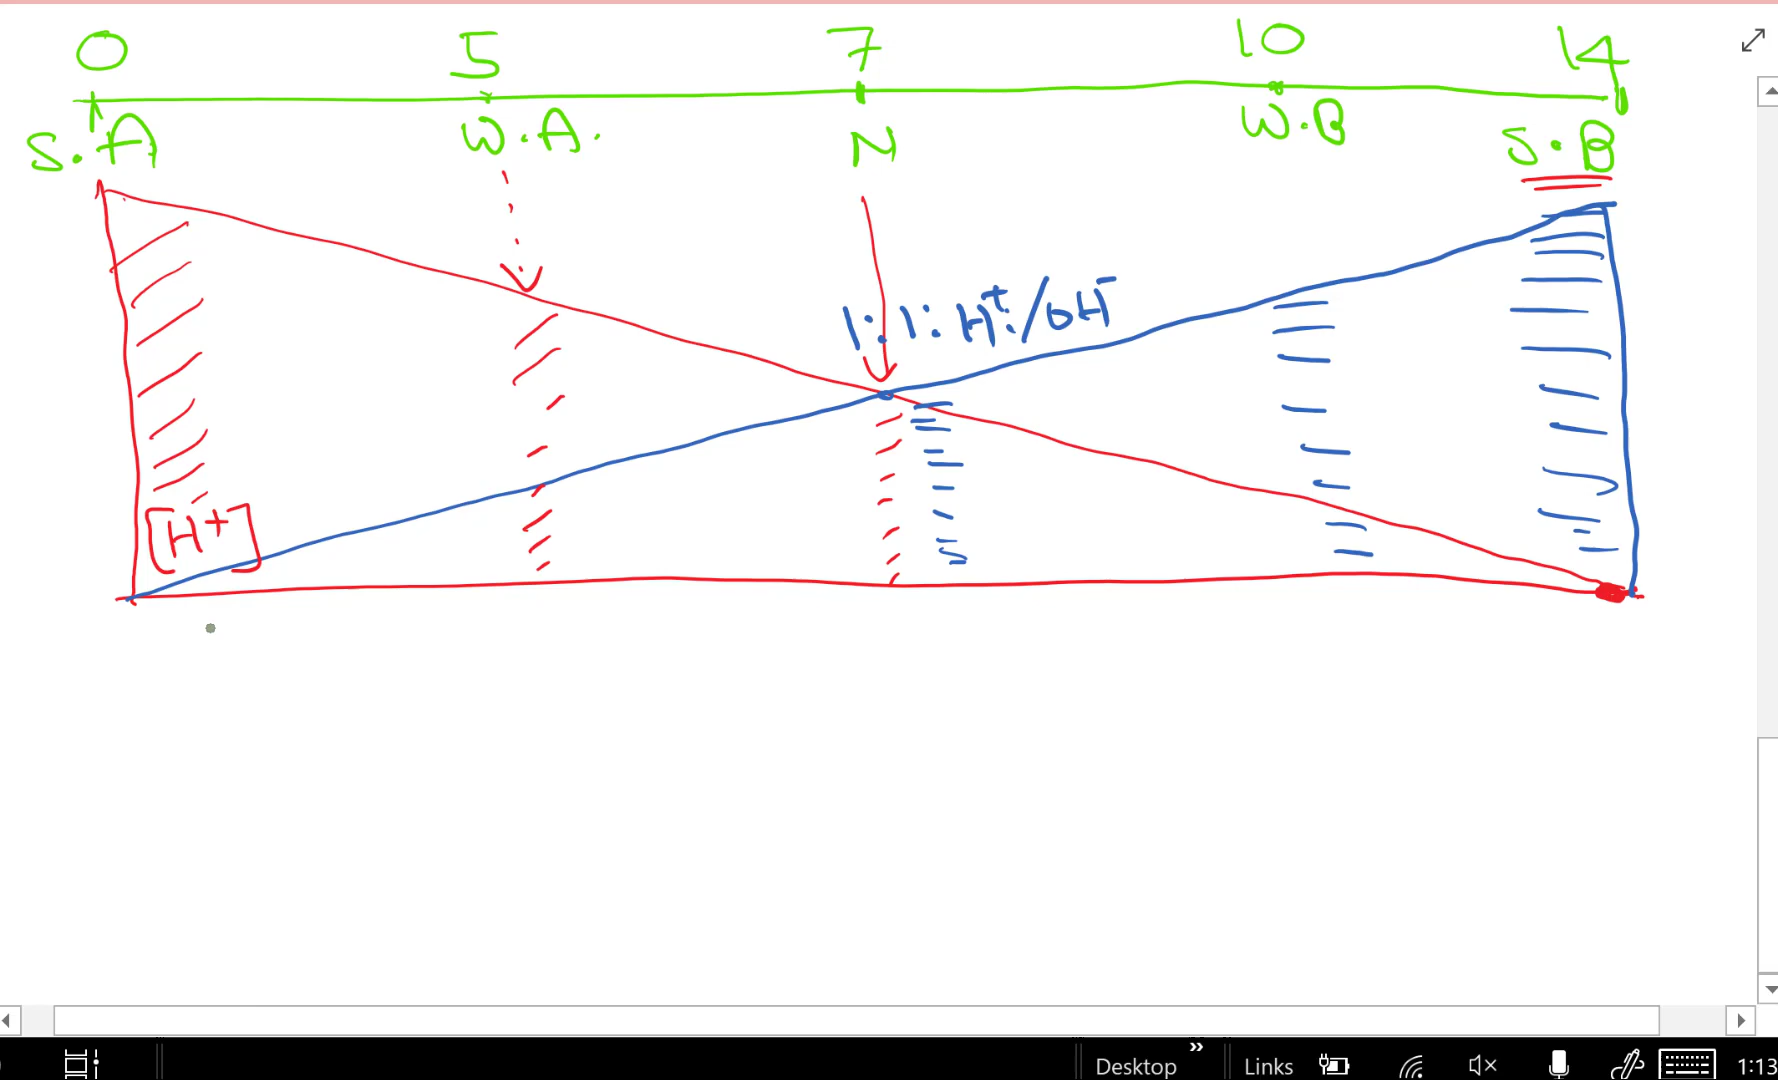 0 5 7 10 14
S.A W.A. N W.B S.B
1:1: H+:/OH-
[H+]
Desktop » Links 1:13